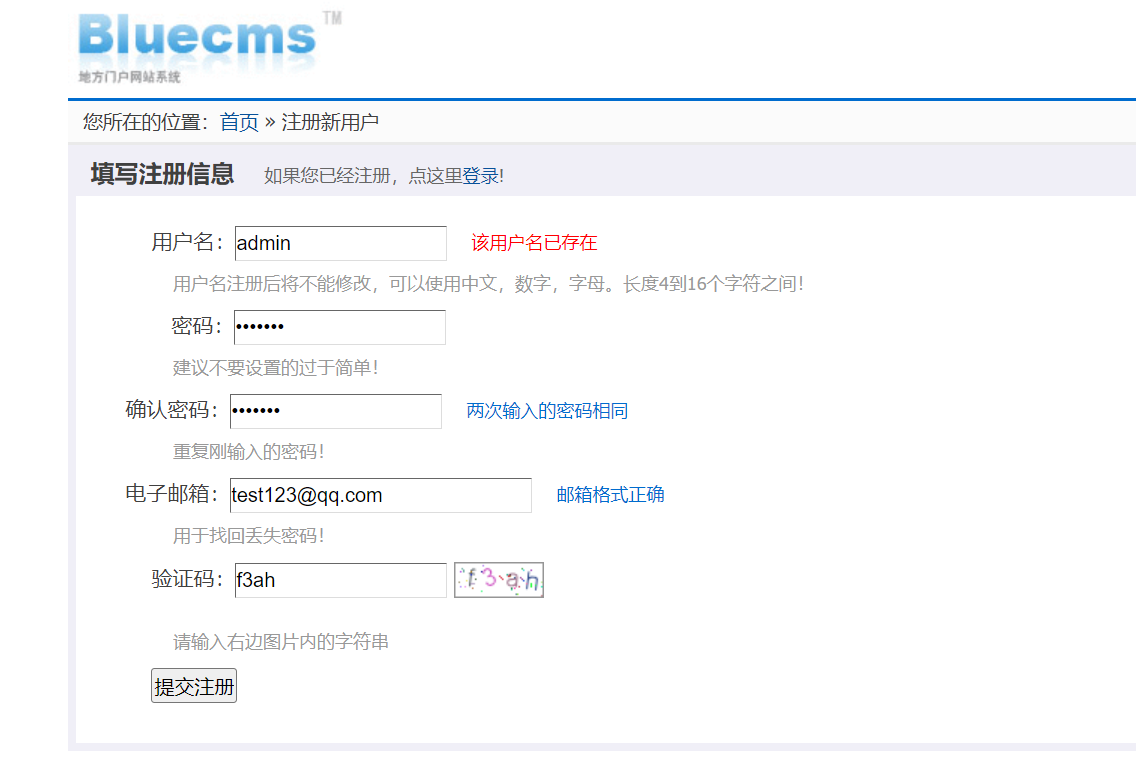 Bluecms™
地方门户网站系统
您所在的位置：首页 » 注册新用户
填写注册信息 如果您已经注册，点这里登录!
用户名： admin 该用户名已存在
用户名注册后将不能修改，可以使用中文，数字，字母。长度4到16个字符之间！
密码： •••••••
建议不要设置的过于简单！
确认密码： ••••••• 两次输入的密码相同
重复刚输入的密码！
电子邮箱： test123@qq.com 邮箱格式正确
用于找回丢失密码！
验证码： f3ah f3ah
请输入右边图片内的字符串
提交注册